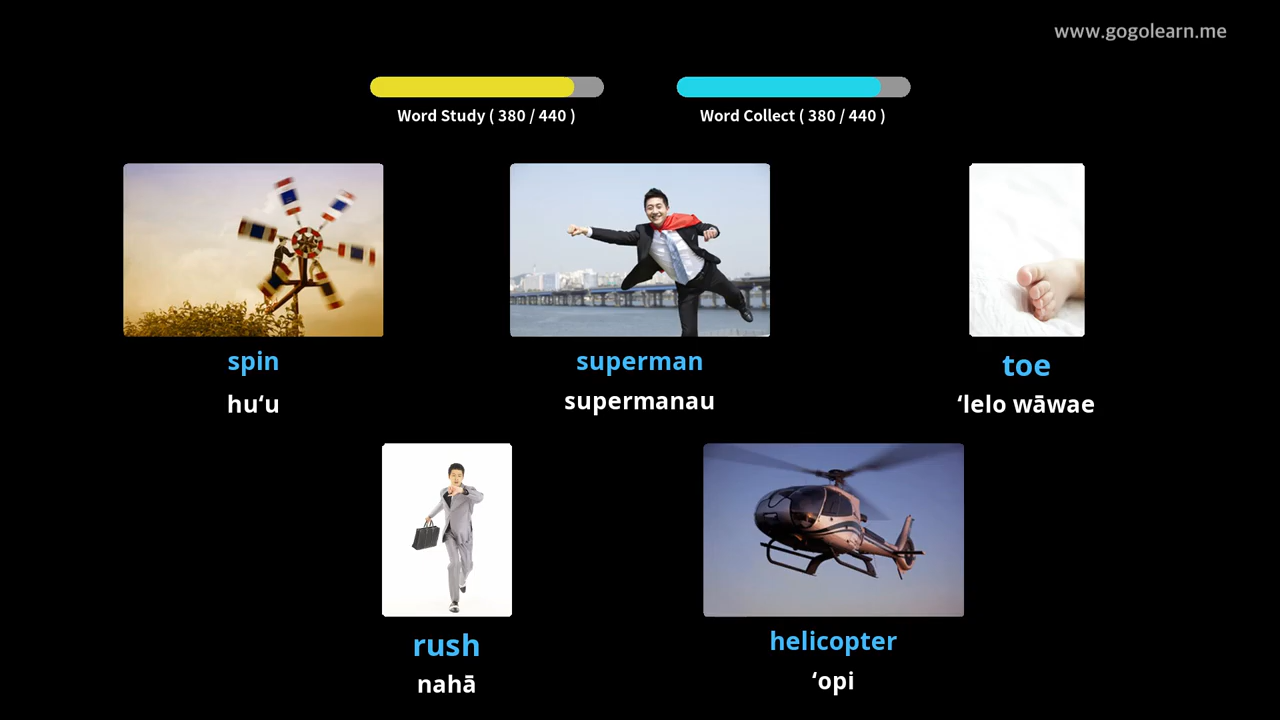 www.gogolearn.me
Word Study ( 380 / 440 )
Word Collect ( 380 / 440 )
spin
huʻu
superman
supermanau
toe
ʻlelo wāwae
rush
nahā
helicopter
ʻopi